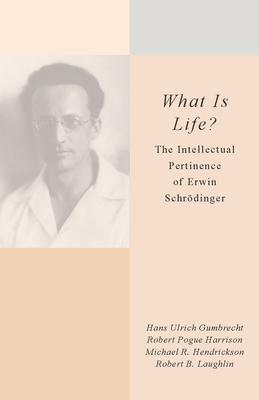 What Is
Life?
The Intellectual
Pertinence
of Erwin
Schrödinger
Hans Ulrich Gumbrecht
Robert Pogue Harrison
Michael R. Hendrickson
Robert B. Laughlin